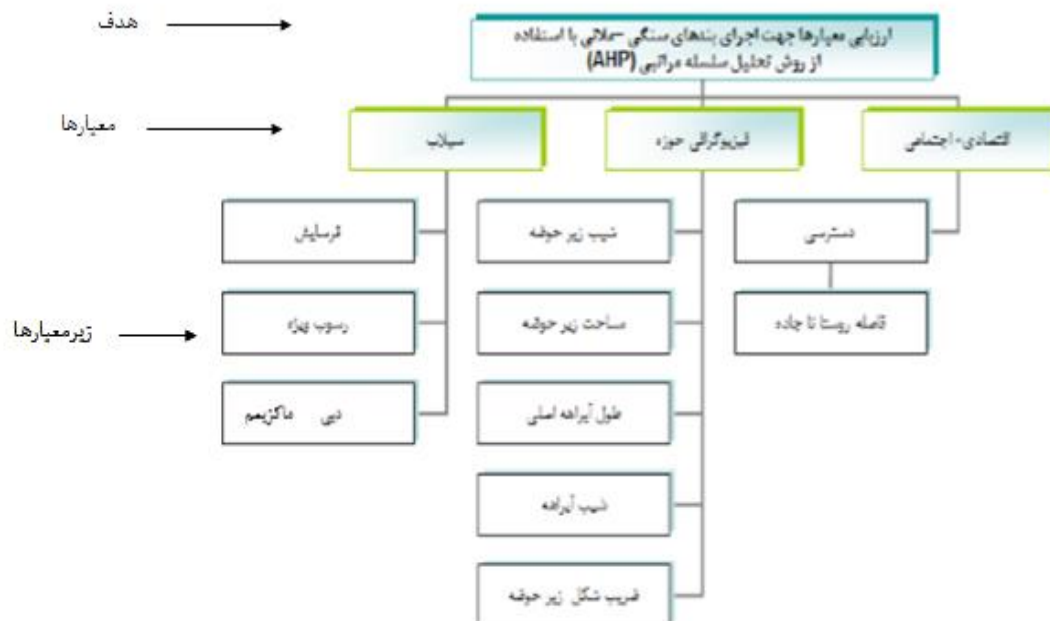 هدف
ارزیابی معیارها جهت اجرای بندهای سنگی –ملاتی با استفاده
از روش تحلیل سلسله مراتبی (AHP)
معیارها
اقتصادی- اجتماعی
فیزیوگرافی حوزه
سیلاب
دسترسی
شیب زیر حوضه
فرسایش
زیرمعیارها
فاصله روستا تا جاده
مساحت زیر حوضه
رسوب ویژه
طول آبراهه اصلی
دبی ماکزیمم
شیب آبراهه
ضریب شکل زیر حوضه